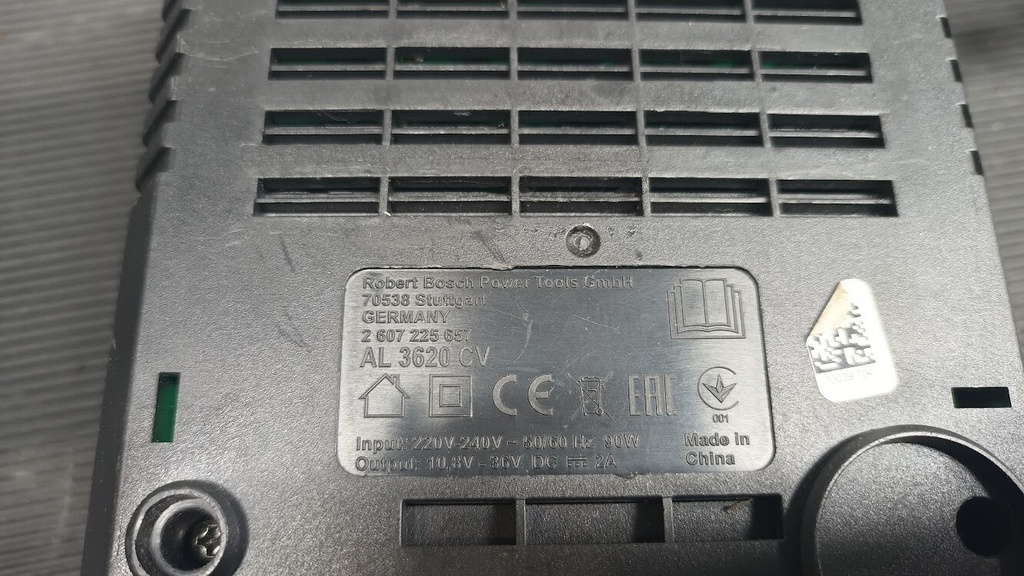 Robert Bosch Power Tools GmbH
70538 Stuttgart
GERMANY
2 607 225 657
AL 3620 CV
CE
EAC
001
Input: 220V-240V ~ 50/60 Hz 90W
Output: 10,8V - 36V DC ⎓ 2A
Made in
China